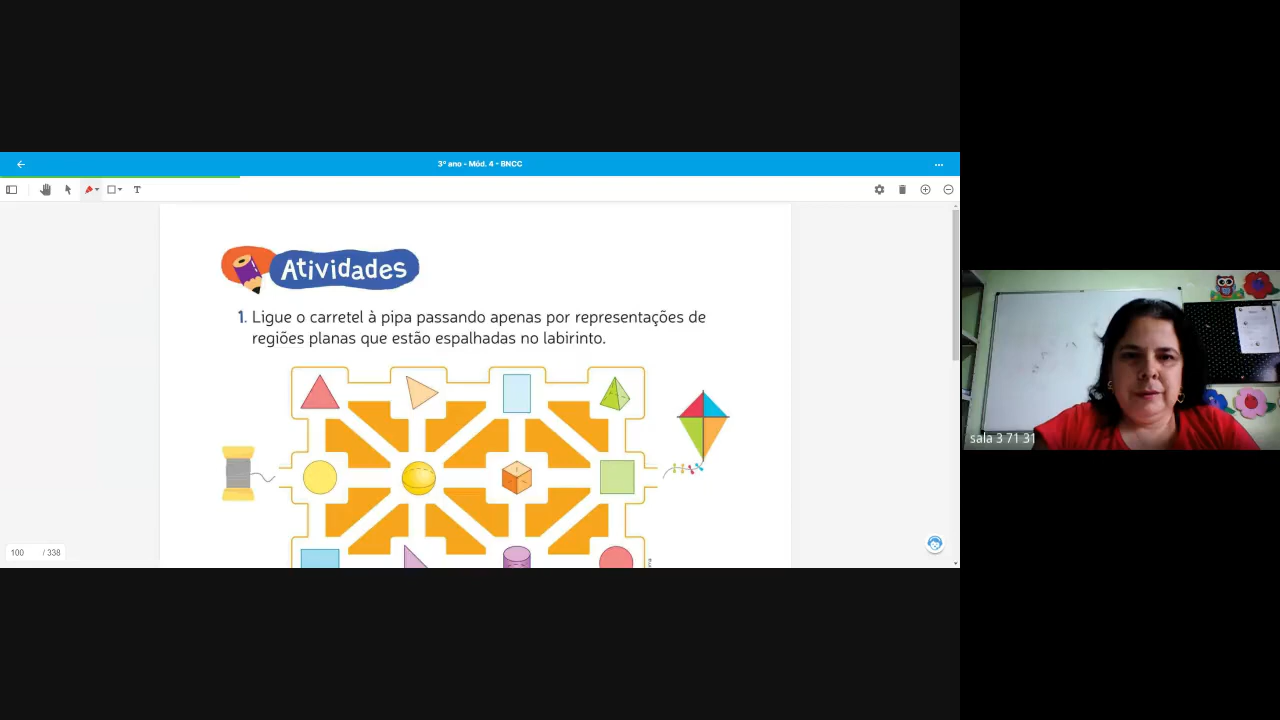 3º ano - Mód. 4 - BNCC
T
Atividades
1. Ligue o carretel à pipa passando apenas por representações de
regiões planas que estão espalhadas no labirinto.
100 / 338
sala 3 71 31